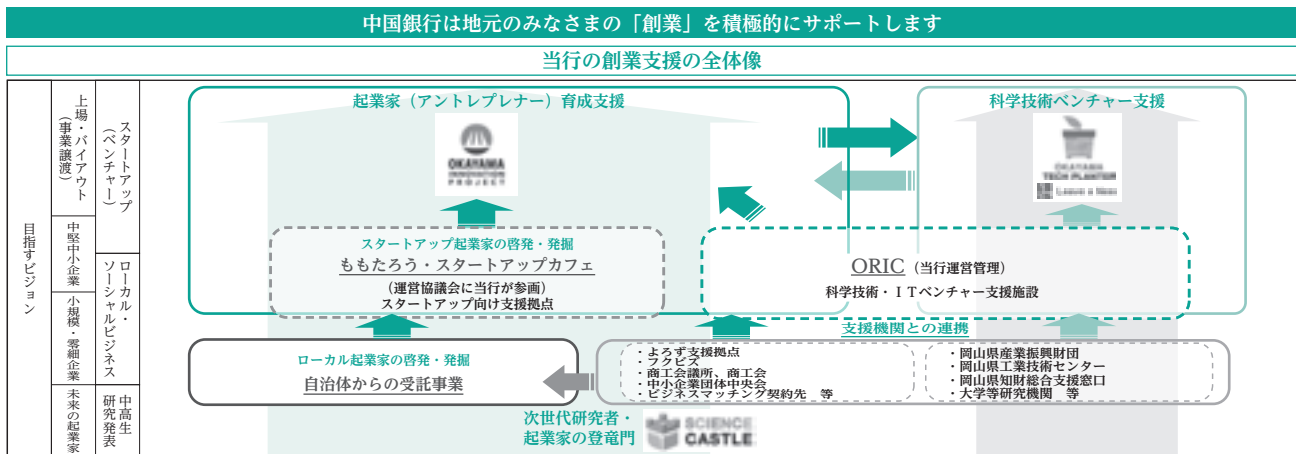 中国銀行は地元のみなさまの「創業」を積極的にサポートします
当行の創業支援の全体像
目指すビジョン
上場・バイアウト
（事業譲渡）
中堅中小企業
小規模・零細企業
未来の起業家
スタートアップ
（ベンチャー）
ローカル・
ソーシャルビジネス
中高生
研究発表
起業家（アントレプレナー）育成支援
OKAYAMA
INNOVATION
PROJECT
科学技術ベンチャー支援
OKAYAMA
TECH PLANTER
Leave a Nest
スタートアップ起業家の啓発・発掘
ももたろう・スタートアップカフェ
（運営協議会に当行が参画）
スタートアップ向け支援拠点
ORIC（当行運営管理）
科学技術・ＩＴベンチャー支援施設
支援機関との連携
ローカル起業家の啓発・発掘
自治体からの受託事業
・よろず支援拠点
・フクビズ
・商工会議所、商工会
・中小企業団体中央会
・ビジネスマッチング契約先　等
・岡山県産業振興財団
・岡山県工業技術センター
・岡山県知財総合支援窓口
・大学等研究機関　等
次世代研究者・
起業家の登竜門
SCIENCE
CASTLE